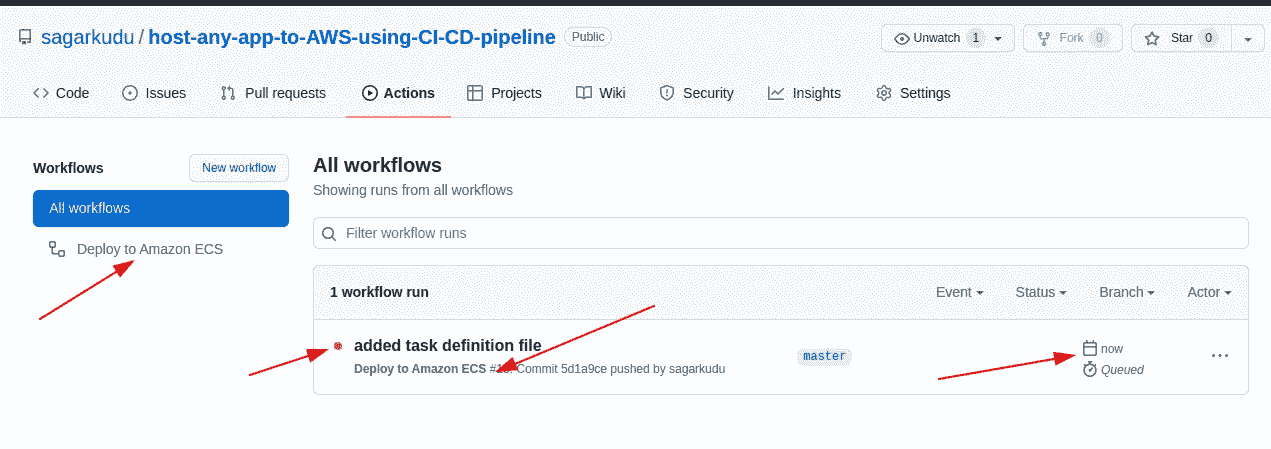 sagarkudu / host-any-app-to-AWS-using-CI-CD-pipeline Public
Unwatch 1 Fork 0 Star 0
Code Issues Pull requests Actions Projects Wiki Security Insights Settings
Workflows New workflow
All workflows
Deploy to Amazon ECS
All workflows
Showing runs from all workflows
Filter workflow runs
1 workflow run Event Status Branch Actor
added task definition file
Deploy to Amazon ECS Commit 5d1a9ce pushed by sagarkudu
master
now
Queued